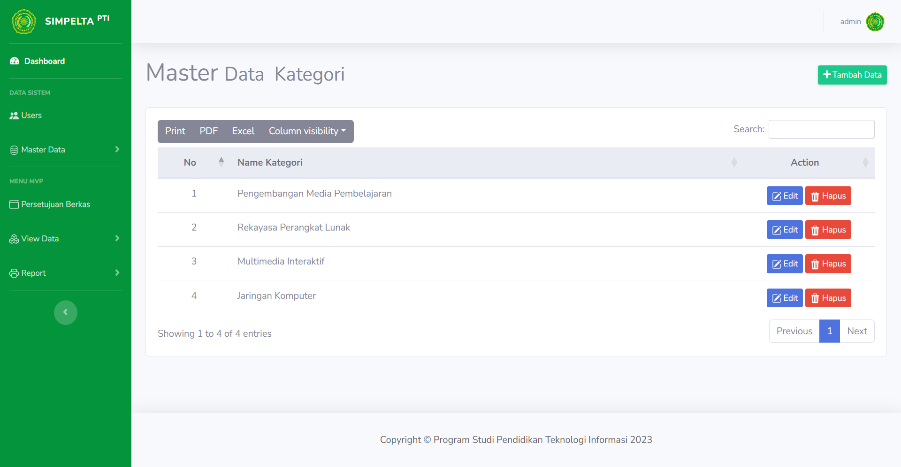 SIMPELTA PTI
admin
Dashboard
DATA SISTEM
Users
Master Data
MENU MVP
Persetujuan Berkas
View Data
Report
Master Data Kategori
Tambah Data
Print PDF Excel Column visibility
Search:
No Name Kategori Action
1 Pengembangan Media Pembelajaran Edit Hapus
2 Rekayasa Perangkat Lunak Edit Hapus
3 Multimedia Interaktif Edit Hapus
4 Jaringan Komputer Edit Hapus
Showing 1 to 4 of 4 entries
Previous 1 Next
Copyright © Program Studi Pendidikan Teknologi Informasi 2023